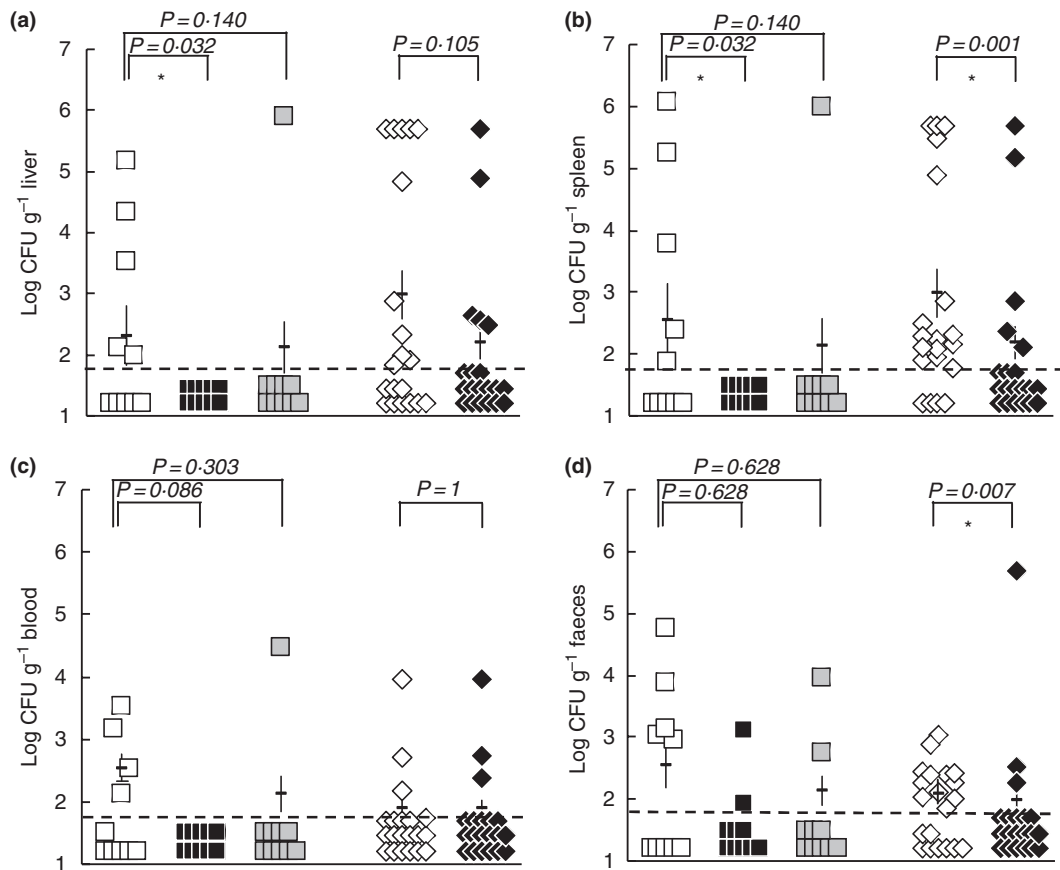 (a)
P = 0·140
P = 0·032
*
P = 0·105
7
6
5
4
3
2
1
Log CFU g⁻¹ liver
(b)
P = 0·140
P = 0·032
*
P = 0·001
*
7
6
5
4
3
2
1
Log CFU g⁻¹ spleen
(c)
P = 0·303
P = 0·086
P = 1
7
6
5
4
3
2
1
Log CFU g⁻¹ blood
(d)
P = 0·628
P = 0·628
P = 0·007
*
7
6
5
4
3
2
1
Log CFU g⁻¹ faeces